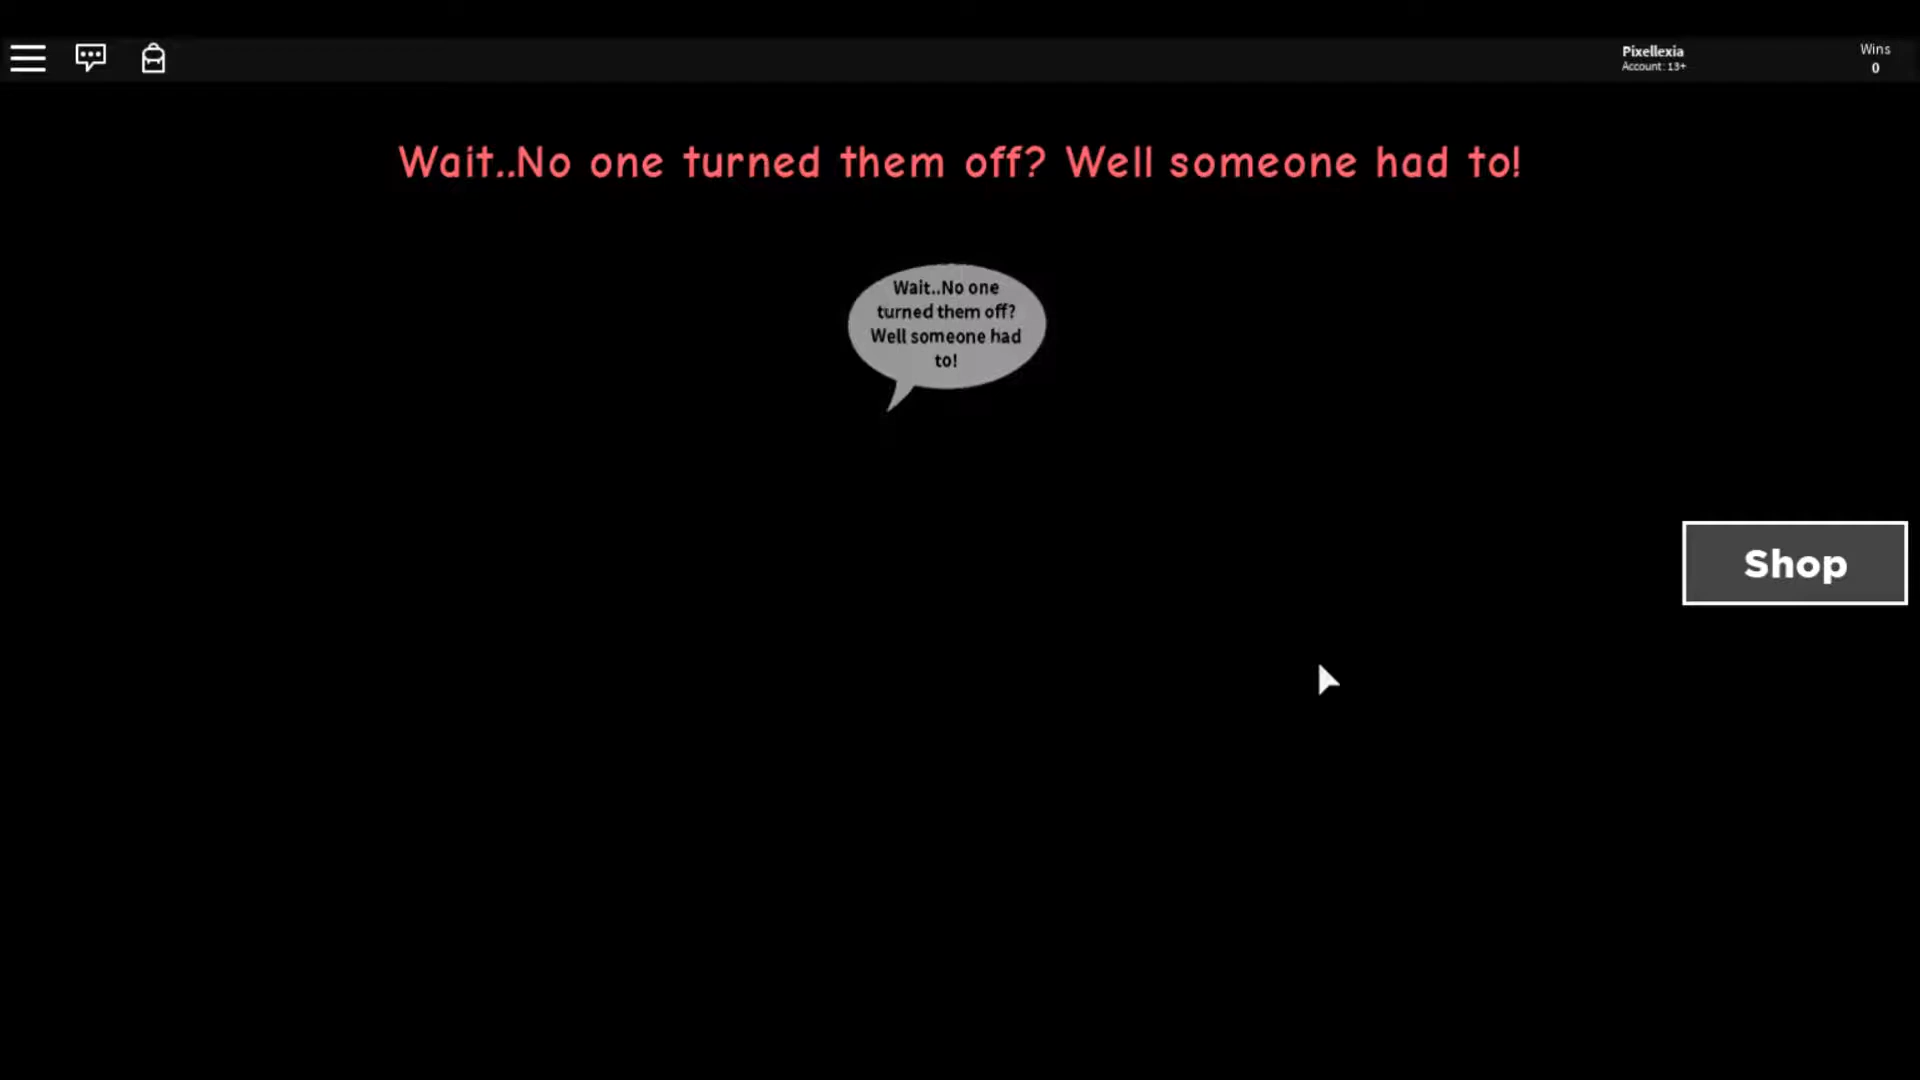 Pixellexia
Account: 13+
Wins
0
Wait..No one turned them off? Well someone had to!
Wait..No one
turned them off?
Well someone had
to!
Shop